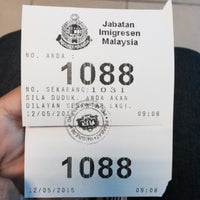 Jabatan
Imigresen
Malaysia
NO. ANDA :
1088
NO. SEKARANG:1031
SILA DUDUK. ANDA AKAN
DILAYAN SEBENTAR LAGI.
12/05/2015 09:08
1088
12/05/2015 09:08